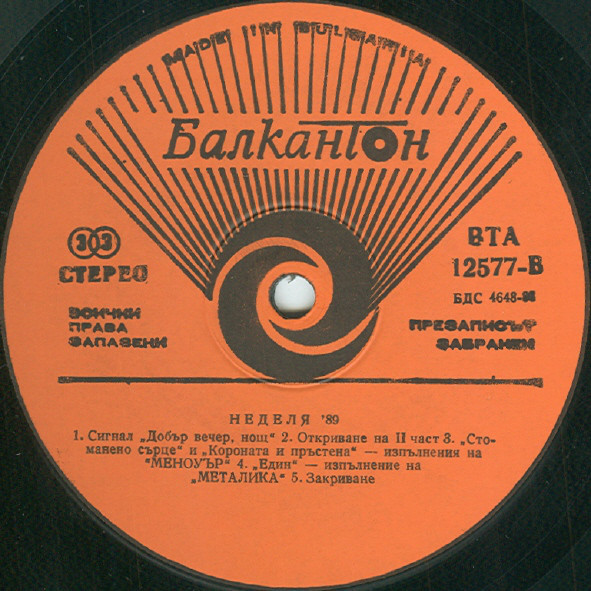 MADE IN BULGARIA
Балкантон
33
СТЕРЕО
ВСИЧКИ
ПРАВА
ЗАПАЗЕНИ
ВТА
12577-В
БДС 4648-
ПРЕЗАПИСЪТ
ЗАБРАНЕН
НЕДЕЛЯ '89
1. Сигнал „Добър вечер, нощ“ 2. Откриване на II част 3. „Сто-
манено сърце“ и „Короната и пръстена“ — изпълнения на
"МЕНОУЪР" 4. „Един“ — изпълнение на
„МЕТАЛИКА“ 5. Закриване